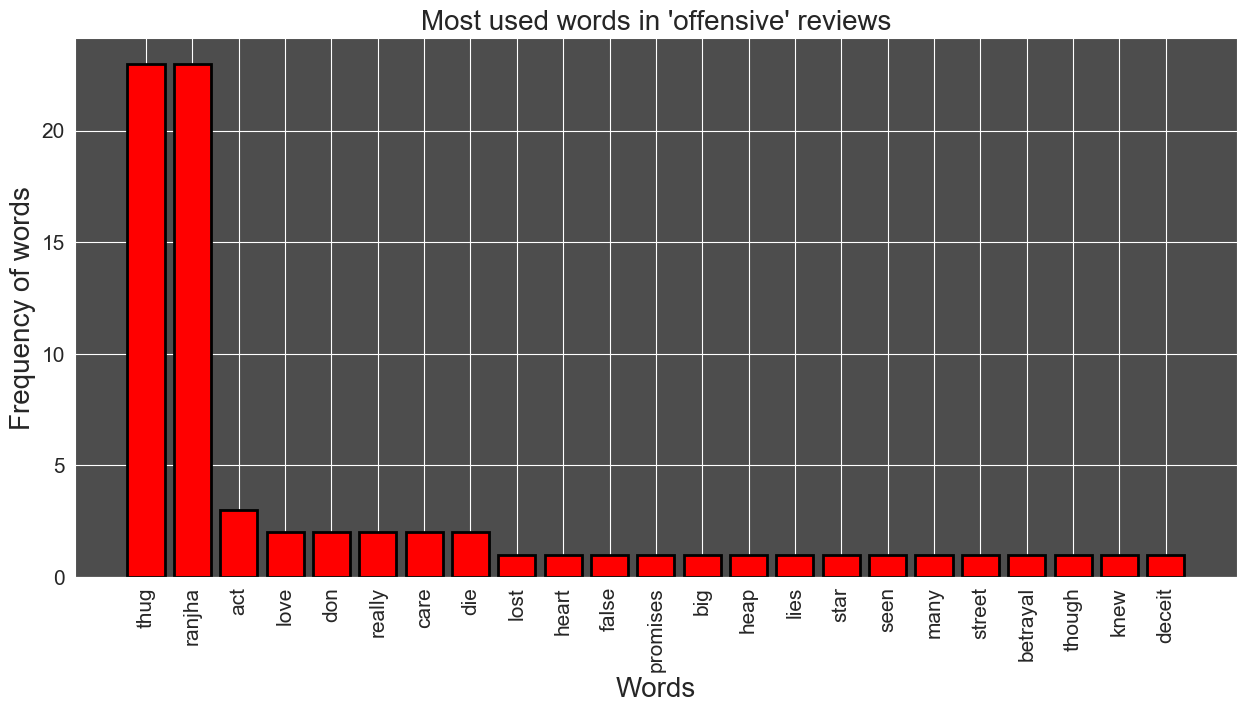 Most used words in 'offensive' reviews
Frequency of words
20
15
10
5
0
thug
ranjha
act
love
don
really
care
die
lost
heart
false
promises
big
heap
lies
star
seen
many
street
betrayal
though
knew
deceit
Words